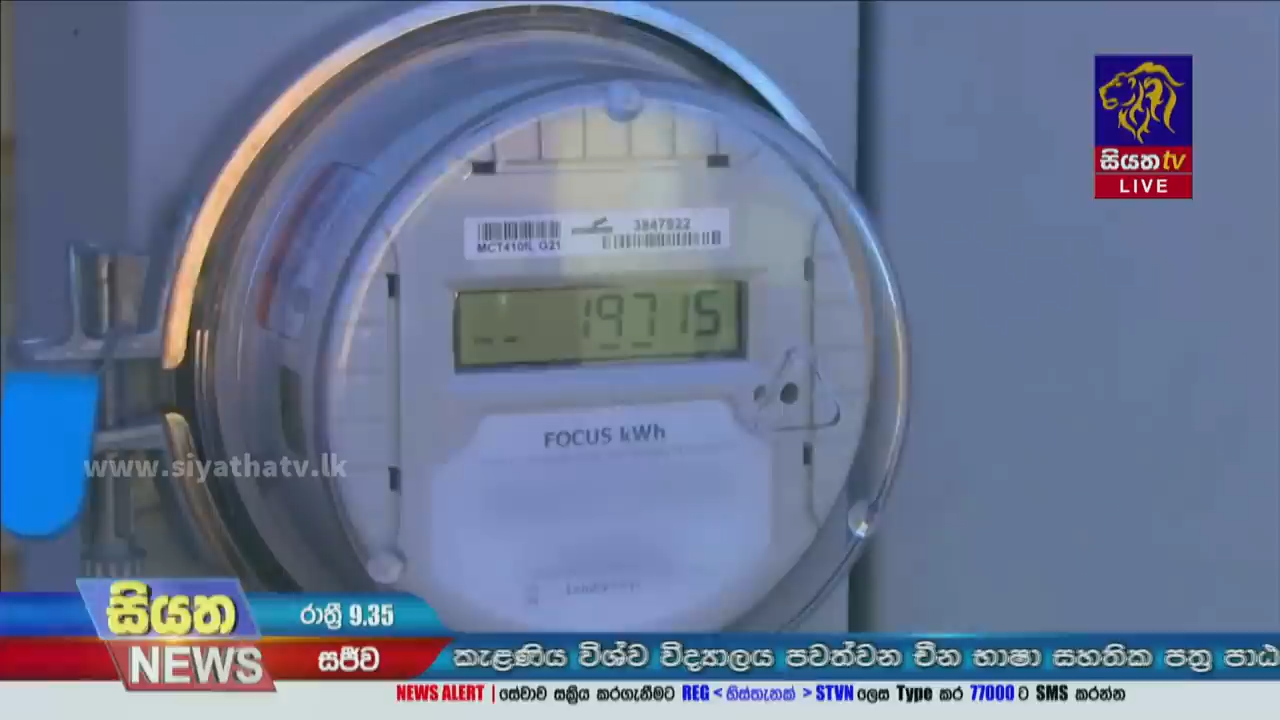 සියත tv
LIVE
3847922
MCT410fL G21
19715
FOCUS kWh
www.siyathatv.lk
සියත
රාත්‍රී 9.35
NEWS
සජීව
කැළණිය විශ්ව විද්‍යාලය පවත්වන චීන භාෂා සහතික පත්‍ර පාඨ
NEWS ALERT | සේවාව සක්‍රිය කරගැනීමට REG < හිස්තැනක් > STVN ලෙස Type කර 77000 ට SMS කරන්න